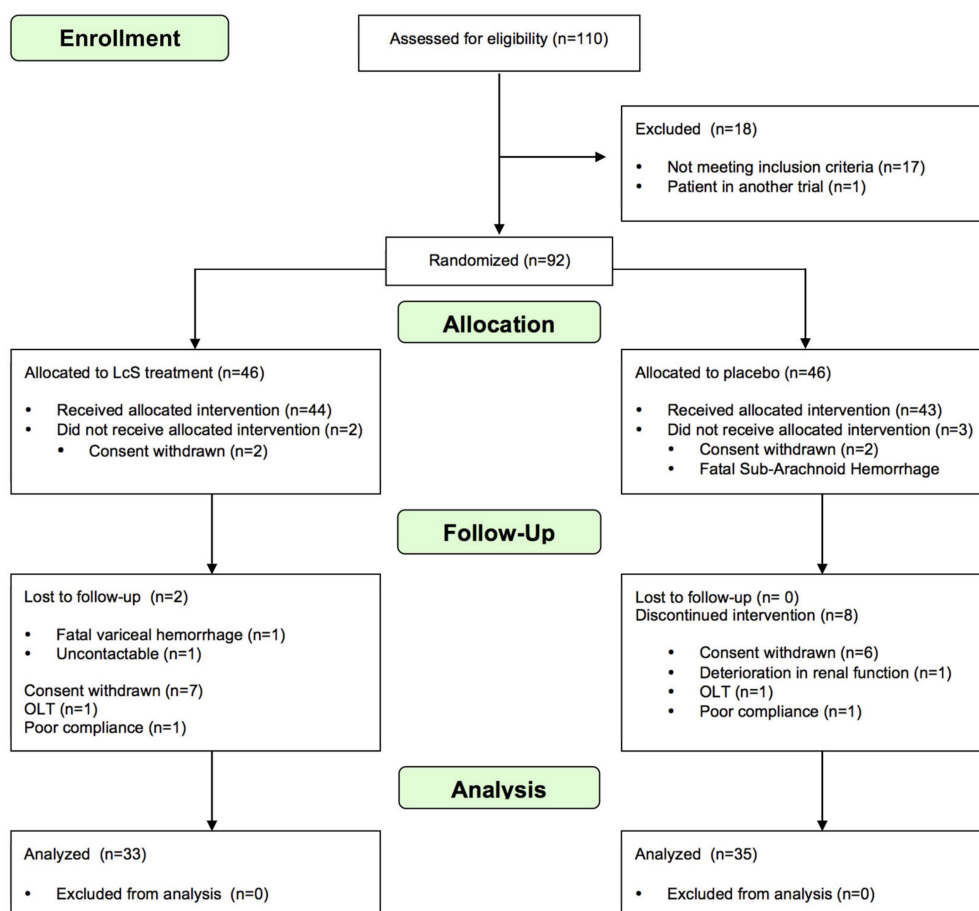 Enrollment
Assessed for eligibility (n=110)
Excluded (n=18)
• Not meeting inclusion criteria (n=17)
• Patient in another trial (n=1)
Randomized (n=92)
Allocation
Allocated to LcS treatment (n=46)
• Received allocated intervention (n=44)
• Did not receive allocated intervention (n=2)
• Consent withdrawn (n=2)
Allocated to placebo (n=46)
• Received allocated intervention (n=43)
• Did not receive allocated intervention (n=3)
• Consent withdrawn (n=2)
• Fatal Sub-Arachnoid Hemorrhage
Follow-Up
Lost to follow-up (n=2)
• Fatal variceal hemorrhage (n=1)
• Uncontactable (n=1)
Consent withdrawn (n=7)
OLT (n=1)
Poor compliance (n=1)
Lost to follow-up (n= 0)
Discontinued intervention (n=8)
• Consent withdrawn (n=6)
• Deterioration in renal function (n=1)
• OLT (n=1)
• Poor compliance (n=1)
Analysis
Analyzed (n=33)
• Excluded from analysis (n=0)
Analyzed (n=35)
• Excluded from analysis (n=0)